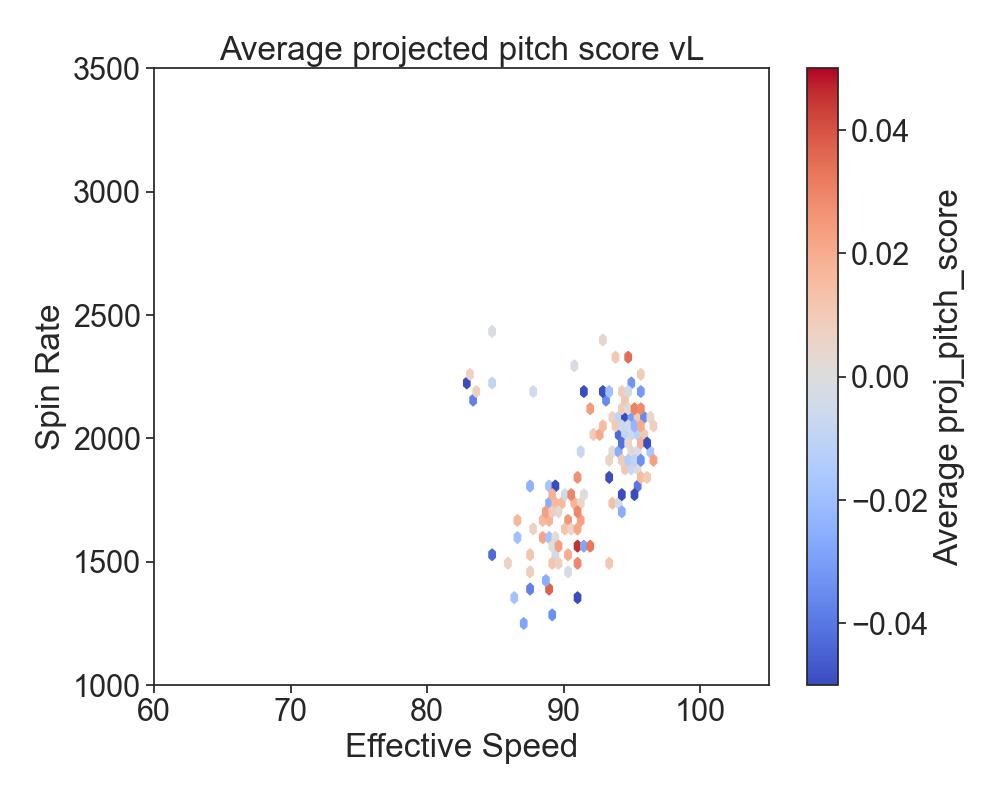 Average projected pitch score vL
3500
3000
2500
2000
1500
1000
Spin Rate
60 70 80 90 100
Effective Speed
0.04
0.02
0.00
−0.02
−0.04
Average proj_pitch_score